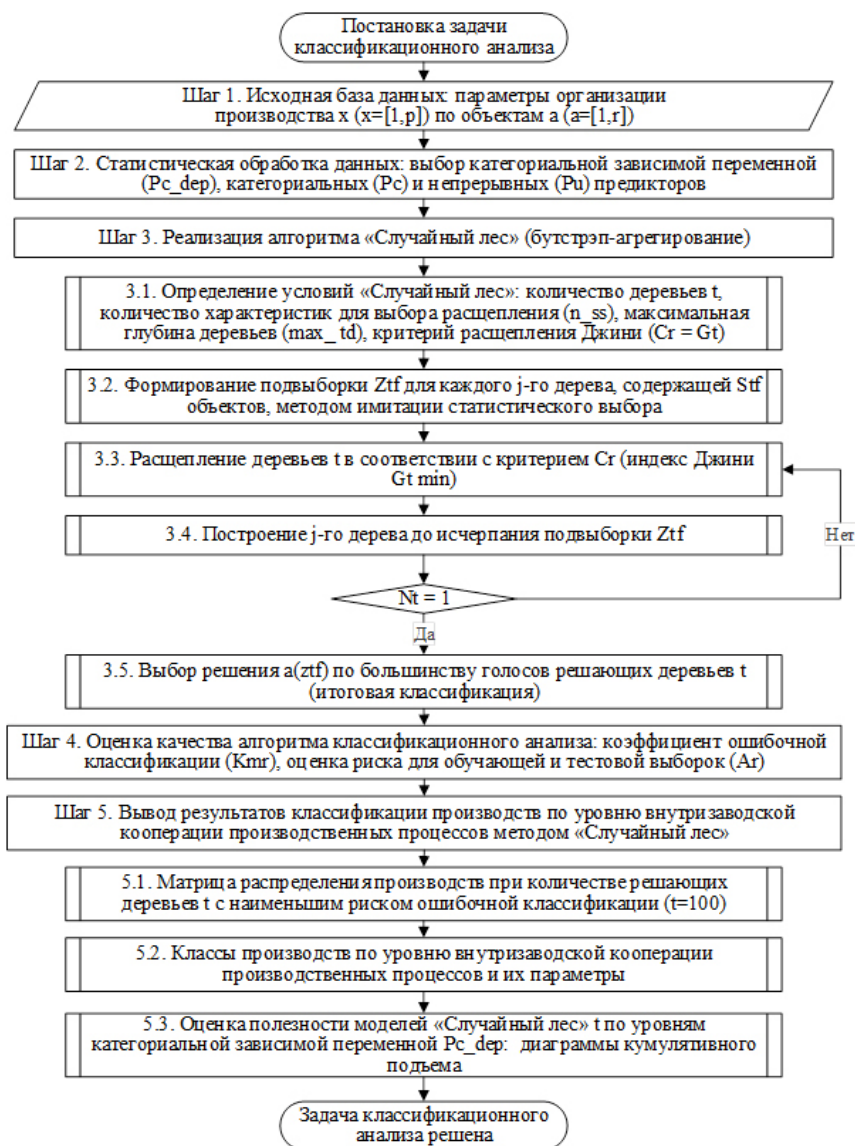 Постановка задачи
классификационного анализа
Шаг 1. Исходная база данных: параметры организации
производства x (x=[1,p]) по объектам a (a=[1,r])
Шаг 2. Статистическая обработка данных: выбор категориальной зависимой переменной
(Pc_dep), категориальных (Pc) и непрерывных (Pu) предикторов
Шаг 3. Реализация алгоритма «Случайный лес» (бутстрэп-агрегирование)
3.1. Определение условий «Случайный лес»: количество деревьев t,
количество характеристик для выбора расщепления (n_ss), максимальная
глубина деревьев (max_td), критерий расщепления Джини (Cr = Gt)
3.2. Формирование подвыборки Ztf для каждого j-го дерева, содержащей Stf
объектов, методом имитации статистического выбора
3.3. Расщепление деревьев t в соответствии с критерием Cr (индекс Джини
Gt min)
3.4. Построение j-го дерева до исчерпания подвыборки Ztf
Нет
Nt = 1
Да
3.5. Выбор решения a(ztf) по большинству голосов решающих деревьев t
(итоговая классификация)
Шаг 4. Оценка качества алгоритма классификационного анализа: коэффициент ошибочной
классификации (Kmr), оценка риска для обучающей и тестовой выборок (Ar)
Шаг 5. Вывод результатов классификации производств по уровню внутризаводской
кооперации производственных процессов методом «Случайный лес»
5.1. Матрица распределения производств при количестве решающих
деревьев t с наименьшим риском ошибочной классификации (t=100)
5.2. Классы производств по уровню внутризаводской кооперации
производственных процессов и их параметры
5.3. Оценка полезности моделей «Случайный лес» t по уровням
категориальной зависимой переменной Pc_dep: диаграммы кумулятивного
подъема
Задача классификационного
анализа решена